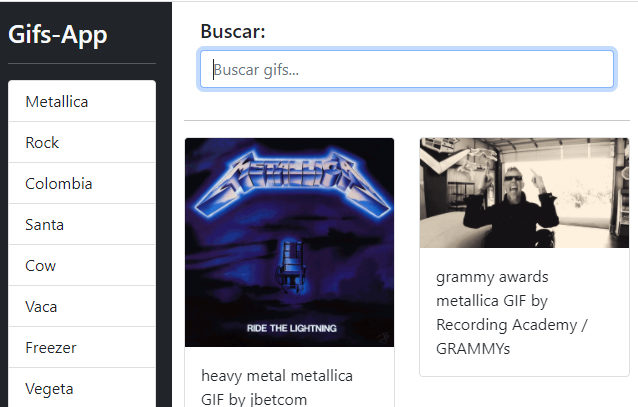 Gifs-App
Metallica
Rock
Colombia
Santa
Cow
Vaca
Freezer
Vegeta
Buscar:
Buscar gifs...
METALLICA
RIDE THE LIGHTNING
heavy metal metallica
GIF by jbetcom
grammy awards
metallica GIF by
Recording Academy /
GRAMMYs